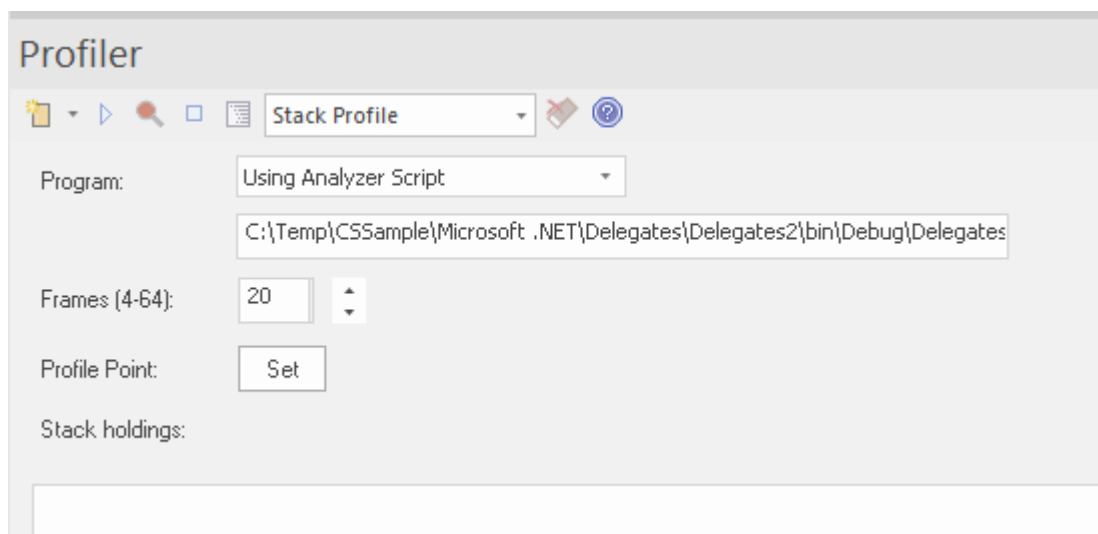 Profiler
Stack Profile
Program: Using Analyzer Script
C:\Temp\CSSample\Microsoft .NET\Delegates\Delegates2\bin\Debug\Delegates
Frames (4-64): 20
Profile Point: Set
Stack holdings: